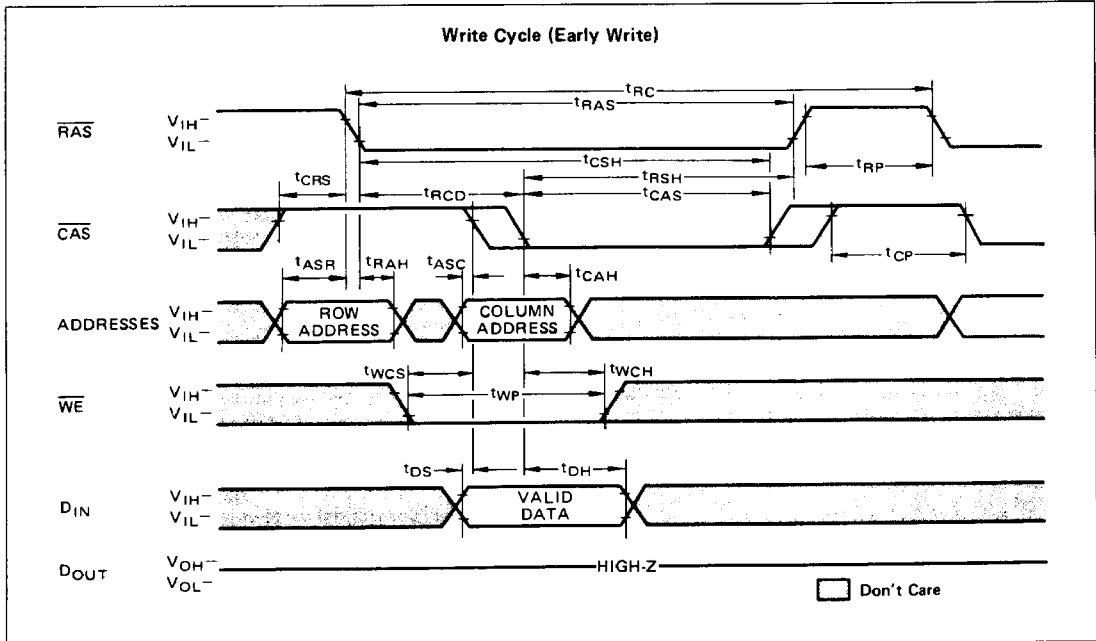 Write Cycle (Early Write)
tRC
tRAS
RAS
VIH
VIL
tCSH
tRP
tRSH
tCRS
tRCD
tCAS
CAS
VIH
VIL
tCP
tASR
tRAH
tASC
tCAH
ADDRESSES
VIH
VIL
ROW
ADDRESS
COLUMN
ADDRESS
tWCS
tWCH
WE
VIH
VIL
tWP
tDS
tDH
DIN
VIH
VIL
VALID
DATA
DOUT
VOH
VOL
HIGH-Z
Don't Care